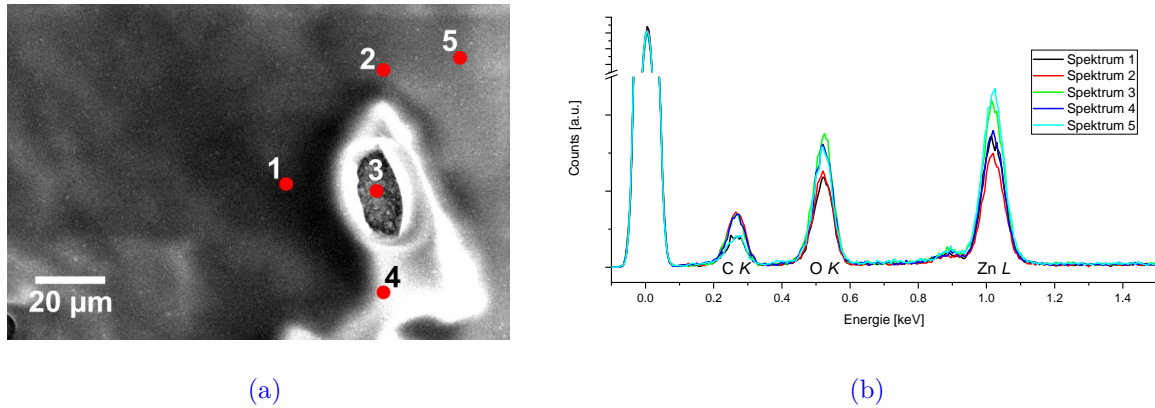 5
2
1
3
4
20 µm
Counts [a.u.]
Spektrum 1
Spektrum 2
Spektrum 3
Spektrum 4
Spektrum 5
C K
O K
Zn L
0.0 0.2 0.4 0.6 0.8 1.0 1.2 1.4
Energie [keV]
(a)
(b)